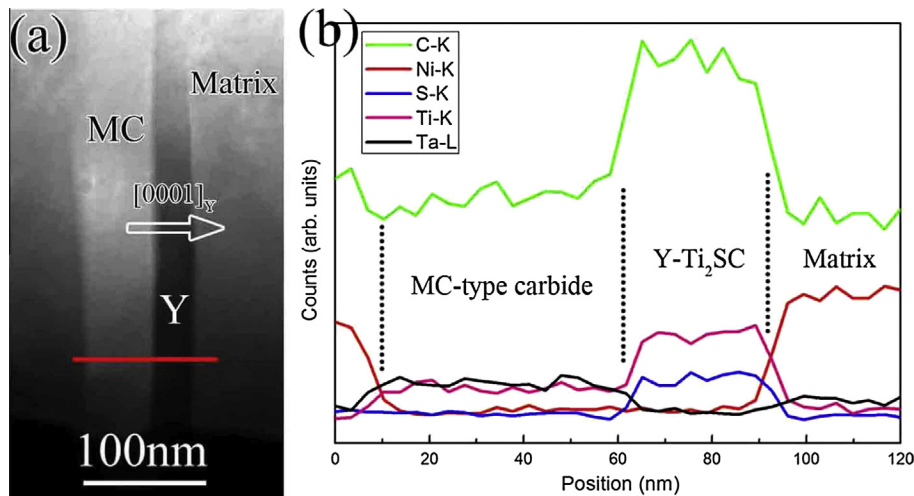 (a)
MC
Matrix
[0001]Y
Y
100nm
(b)
C-K
Ni-K
S-K
Ti-K
Ta-L
MC-type carbide
Y-Ti2SC
Matrix
Counts (arb. units)
0 20 40 60 80 100 120
Position (nm)